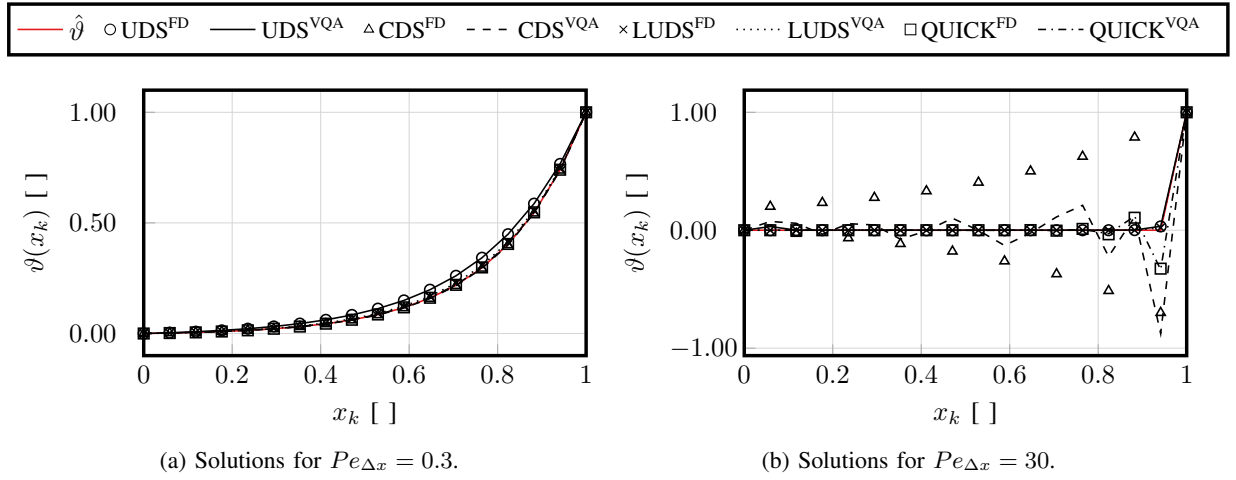 ϑ̂ UDS^FD UDS^VQA CDS^FD CDS^VQA LUDS^FD LUDS^VQA QUICK^FD QUICK^VQA
1.00
0.50
0.00
ϑ(x_k) [ ]
0 0.2 0.4 0.6 0.8 1
x_k [ ]
(a) Solutions for Pe_Δx = 0.3.
1.00
0.00
−1.00
ϑ(x_k) [ ]
0 0.2 0.4 0.6 0.8 1
x_k [ ]
(b) Solutions for Pe_Δx = 30.